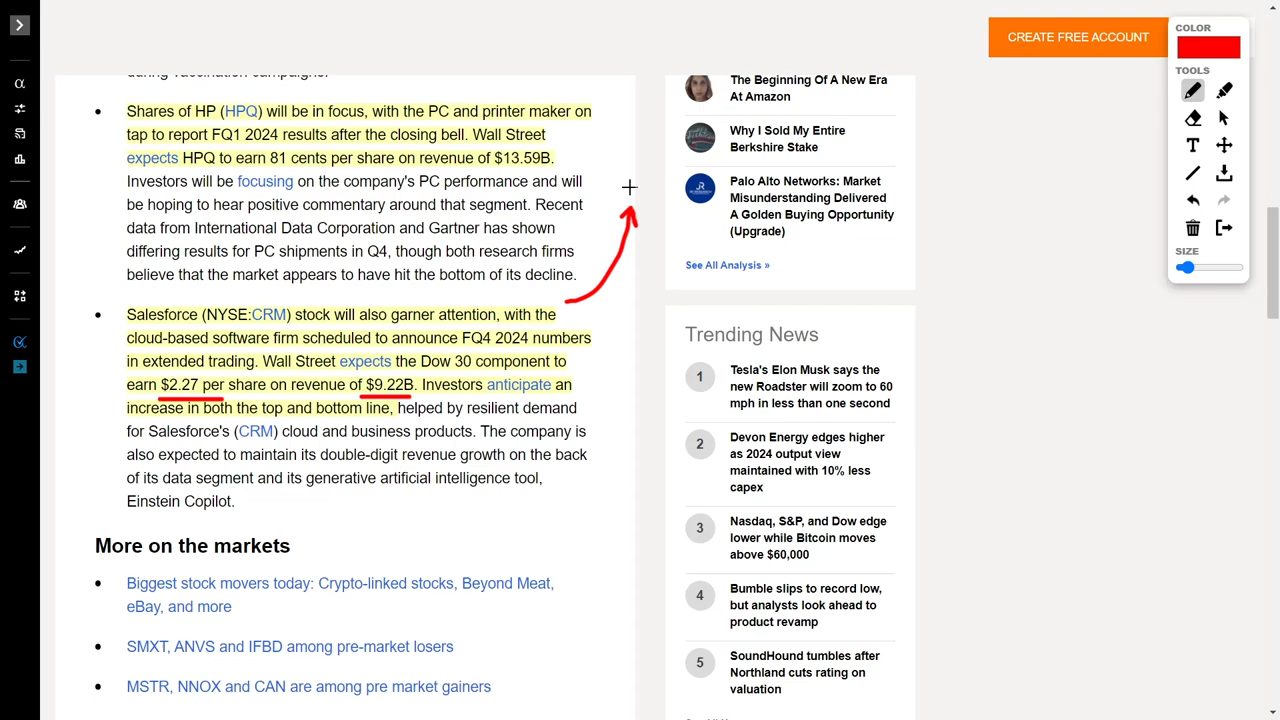 CREATE FREE ACCOUNT
COLOR
TOOLS
T
SIZE
Shares of HP (HPQ) will be in focus, with the PC and printer maker on
tap to report FQ1 2024 results after the closing bell. Wall Street
expects HPQ to earn 81 cents per share on revenue of $13.59B.
Investors will be focusing on the company's PC performance and will
be hoping to hear positive commentary around that segment. Recent
data from International Data Corporation and Gartner has shown
differing results for PC shipments in Q4, though both research firms
believe that the market appears to have hit the bottom of its decline.
Salesforce (NYSE:CRM) stock will also garner attention, with the
cloud-based software firm scheduled to announce FQ4 2024 numbers
in extended trading. Wall Street expects the Dow 30 component to
earn $2.27 per share on revenue of $9.22B. Investors anticipate an
increase in both the top and bottom line, helped by resilient demand
for Salesforce's (CRM) cloud and business products. The company is
also expected to maintain its double-digit revenue growth on the back
of its data segment and its generative artificial intelligence tool,
Einstein Copilot.
More on the markets
Biggest stock movers today: Crypto-linked stocks, Beyond Meat,
eBay, and more
SMXT, ANVS and IFBD among pre-market losers
MSTR, NNOX and CAN are among pre market gainers
The Beginning Of A New Era
At Amazon
Why I Sold My Entire
Berkshire Stake
Palo Alto Networks: Market
Misunderstanding Delivered
A Golden Buying Opportunity
(Upgrade)
See All Analysis »
Trending News
1
Tesla's Elon Musk says the
new Roadster will zoom to 60
mph in less than one second
2
Devon Energy edges higher
as 2024 output view
maintained with 10% less
capex
3
Nasdaq, S&P, and Dow edge
lower while Bitcoin moves
above $60,000
4
Bumble slips to record low,
but analysts look ahead to
product revamp
5
SoundHound tumbles after
Northland cuts rating on
valuation